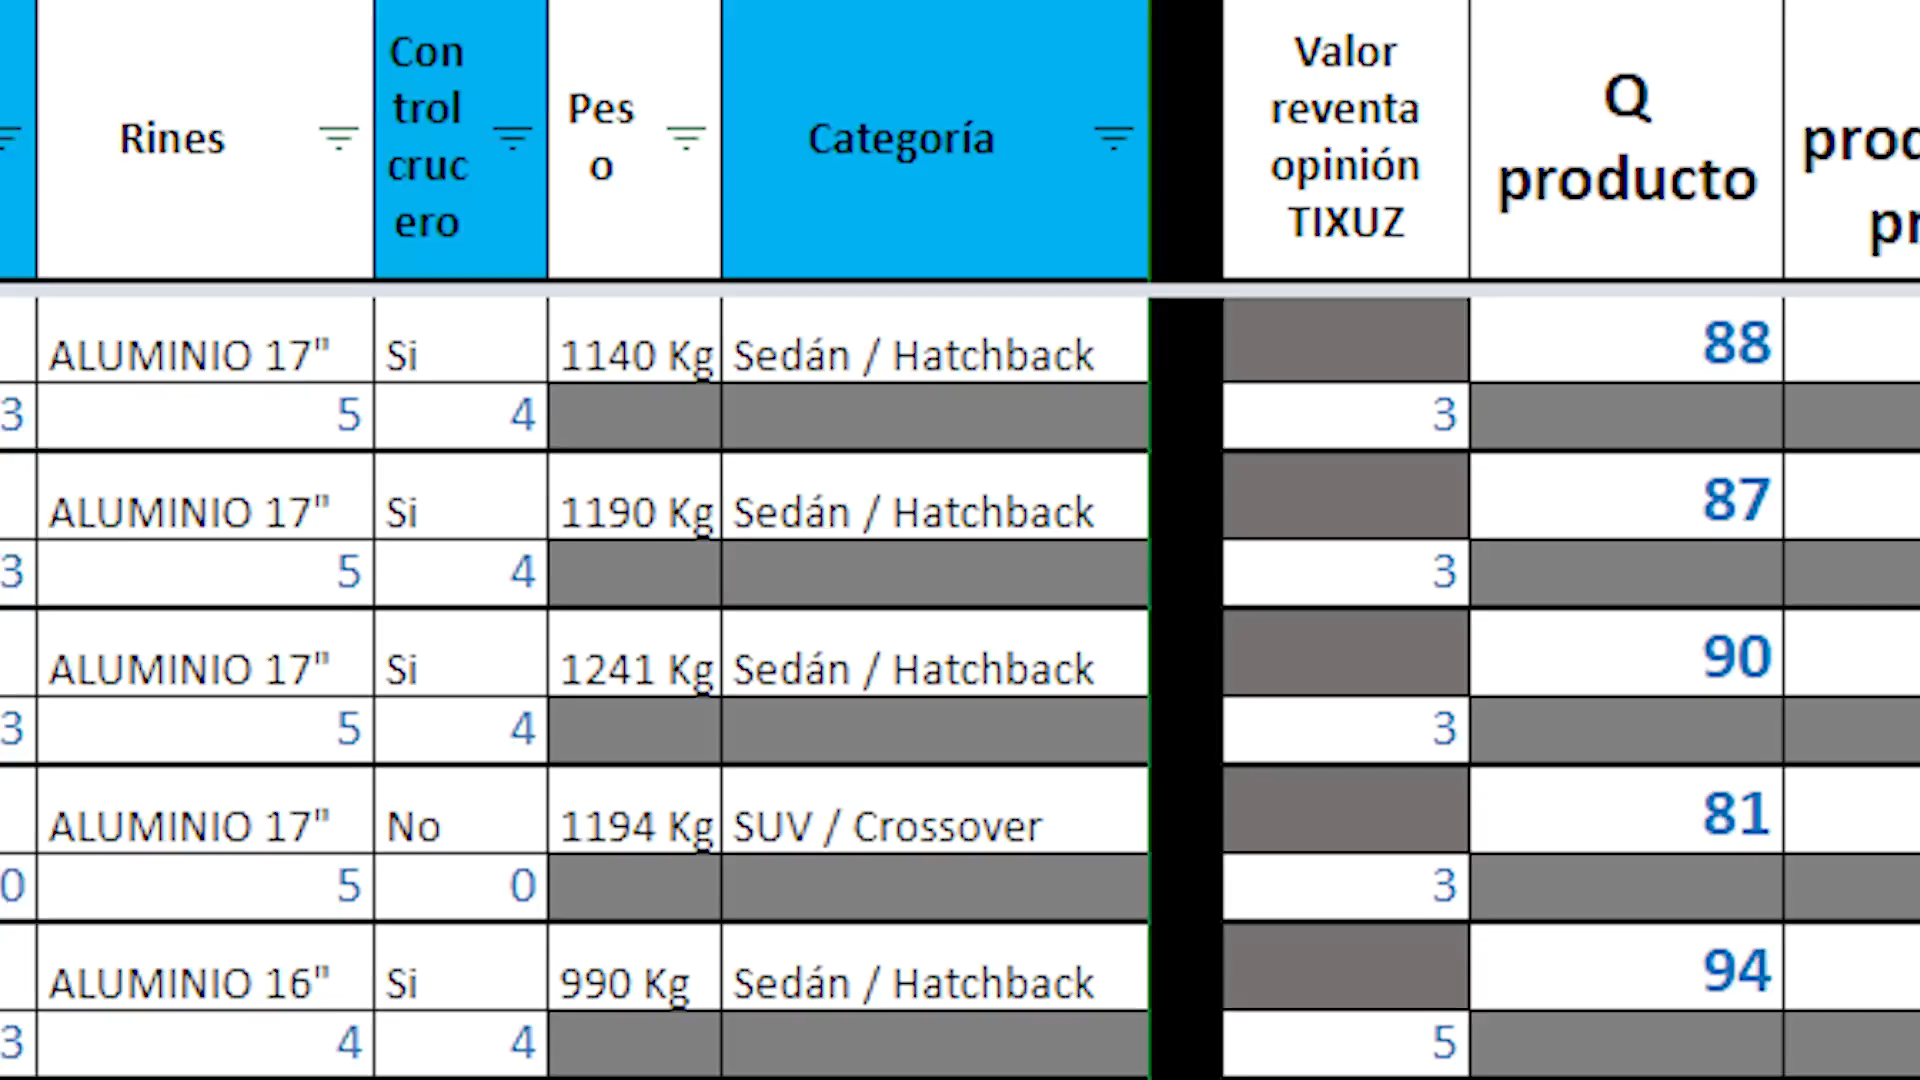 Rines
Con
trol
cruc
ero
Pes
o
Categoría
Valor
reventa
opinión
TIXUZ
Q
producto
ALUMINIO 17" Si 1140 Kg Sedán / Hatchback 88
3 5 4 3
ALUMINIO 17" Si 1190 Kg Sedán / Hatchback 87
3 5 4 3
ALUMINIO 17" Si 1241 Kg Sedán / Hatchback 90
3 5 4 3
ALUMINIO 17" No 1194 Kg SUV / Crossover 81
0 5 0 3
ALUMINIO 16" Si 990 Kg Sedán / Hatchback 94
3 4 4 5